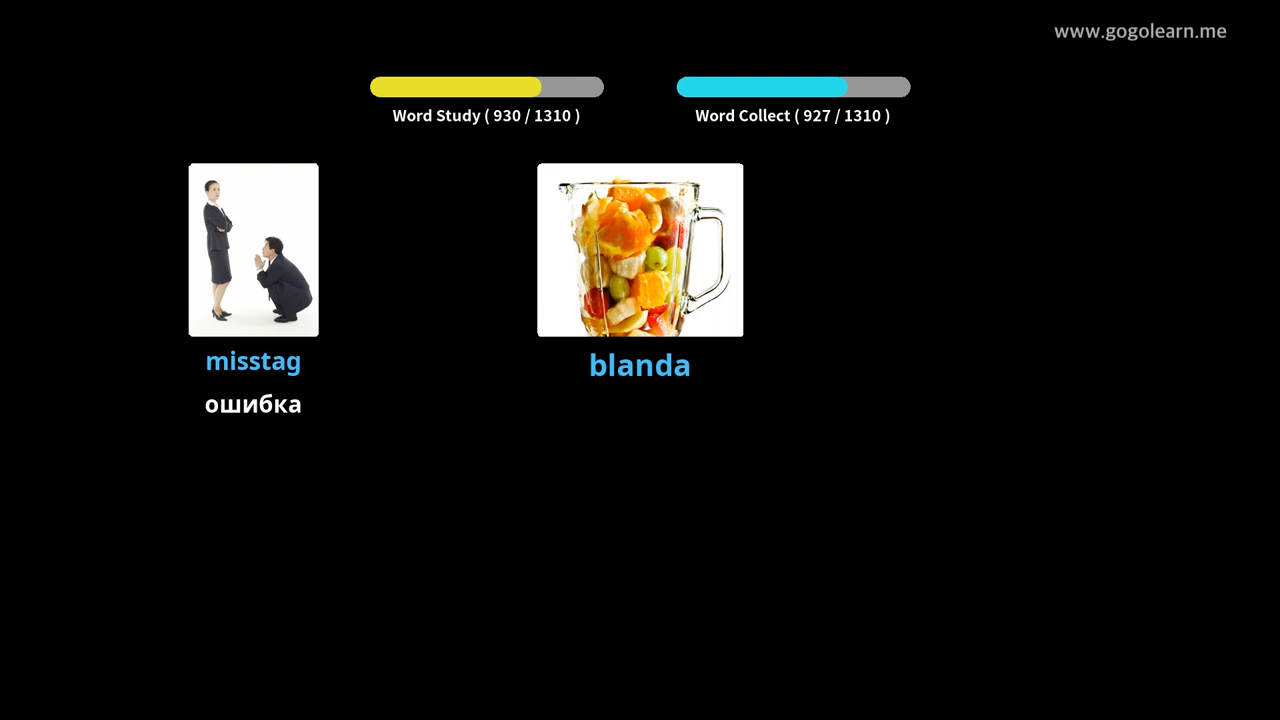 www.gogolearn.me
Word Study ( 930 / 1310 )
Word Collect ( 927 / 1310 )
misstag
ошибка
blanda